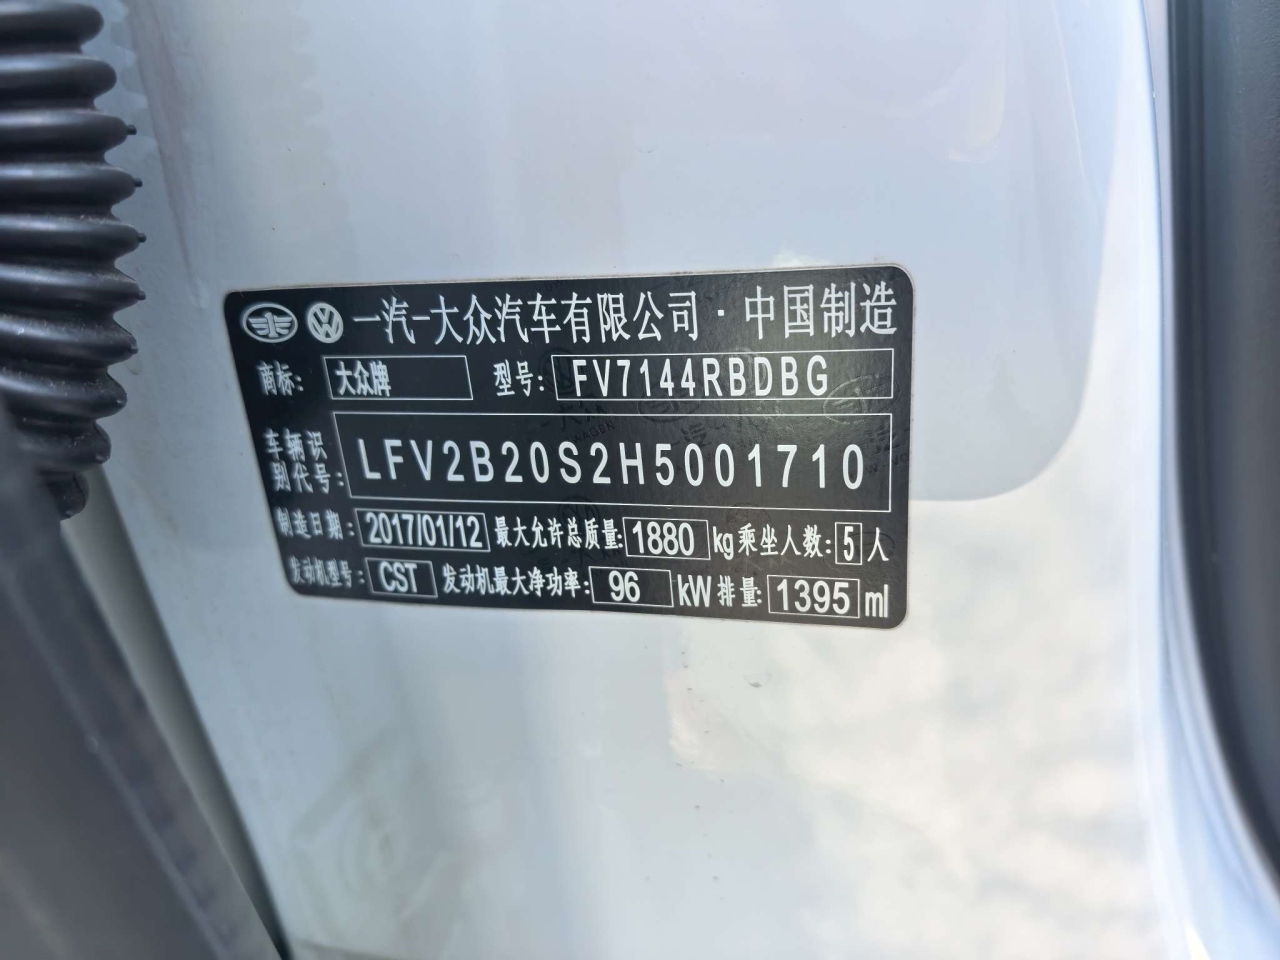 一汽-大众汽车有限公司·中国制造
商标: 大众牌 型号: FV7144RBDBG
车辆识别代号: LFV2B20S2H5001710
制造日期: 2017/01/12 最大允许总质量: 1880 kg 乘坐人数: 5 人
发动机型号: CST 发动机最大净功率: 96 kW 排量: 1395 ml